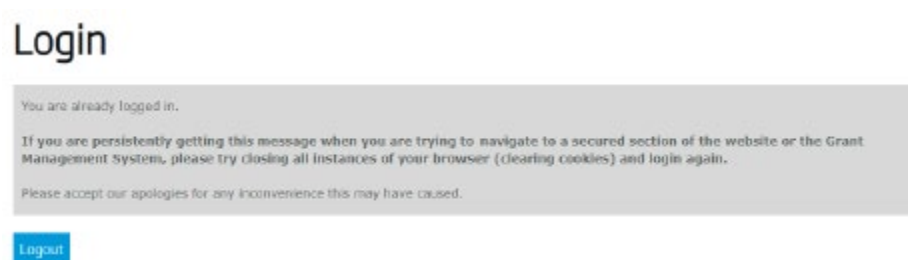 Login
You are already logged in.
If you are persistently getting this message when you are trying to navigate to a secured section of the website or the Grant
Management System, please try closing all instances of your browser (clearing cookies) and login again.
Please accept our apologies for any inconvenience this may have caused.
Logout